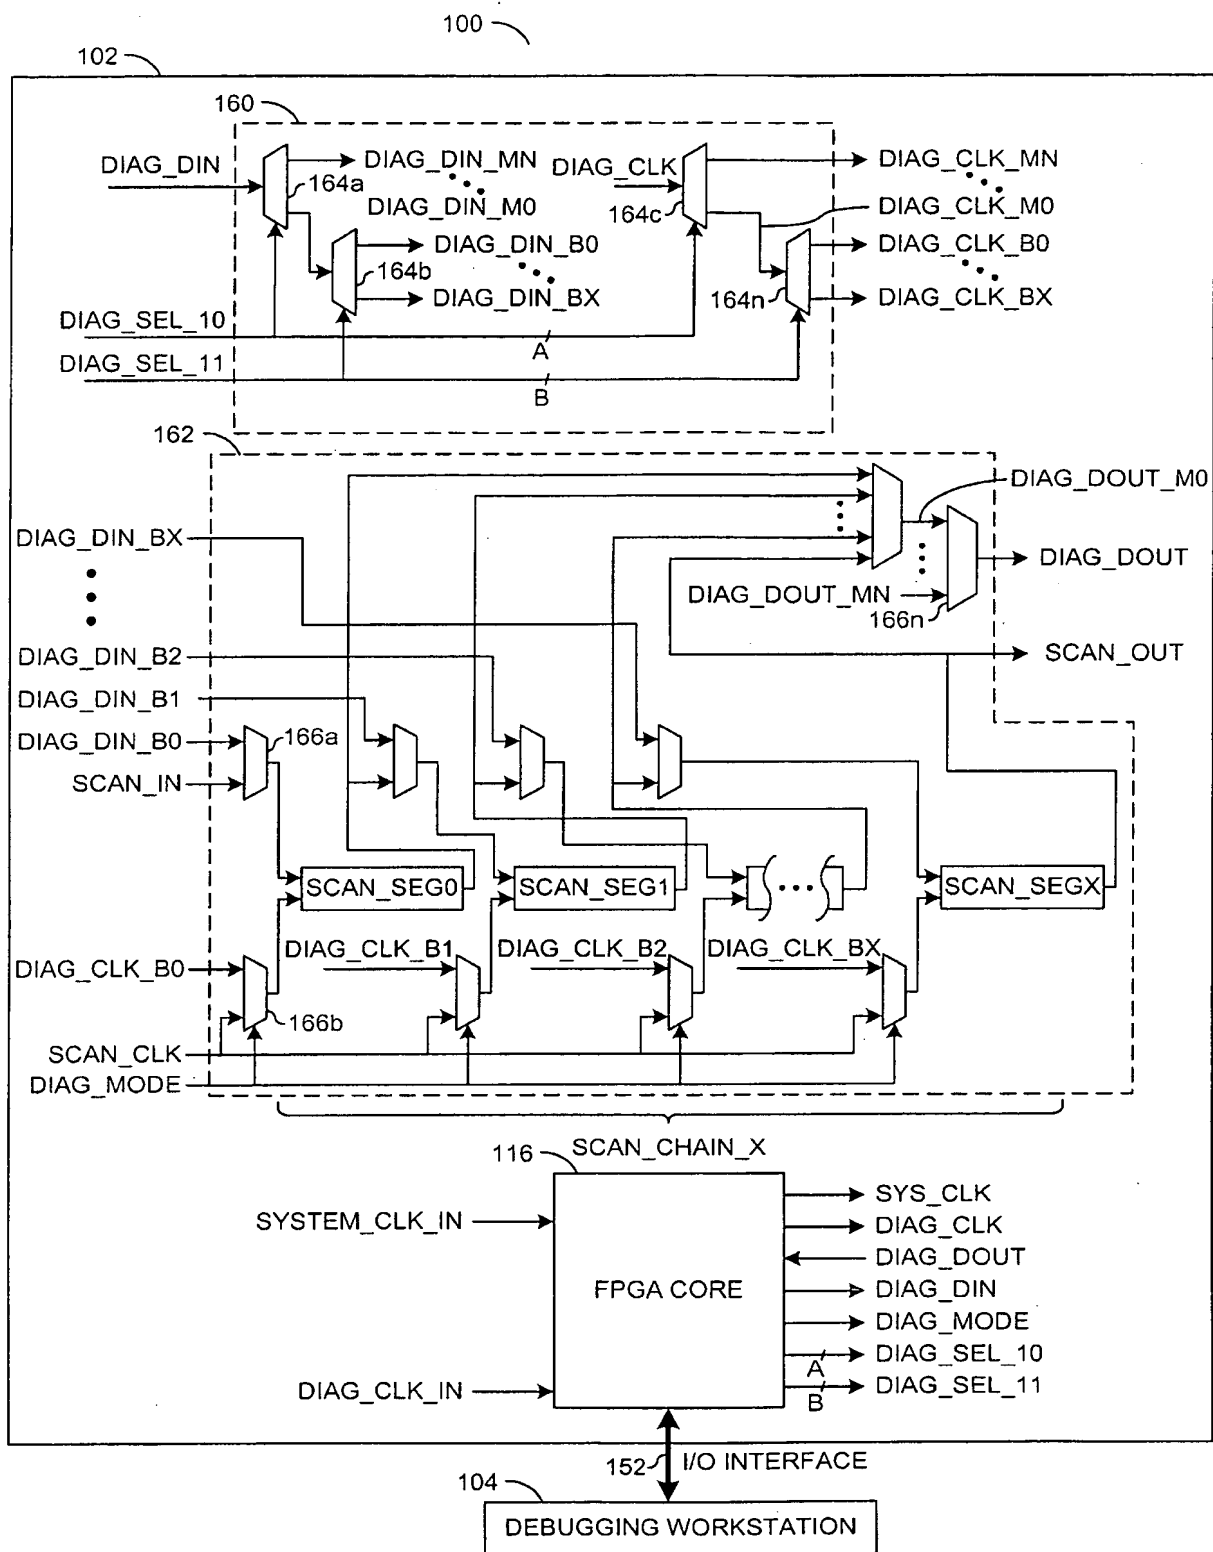 100
102
160
DIAG_DIN
164a
DIAG_DIN_MN
DIAG_DIN_M0
DIAG_CLK
164c
DIAG_CLK_MN
DIAG_CLK_M0
164b
DIAG_DIN_B0
DIAG_DIN_BX
164n
DIAG_CLK_B0
DIAG_CLK_BX
DIAG_SEL_10
A
DIAG_SEL_11
B
162
DIAG_DOUT_M0
DIAG_DIN_BX
DIAG_DOUT
DIAG_DOUT_MN
166n
DIAG_DIN_B2
SCAN_OUT
DIAG_DIN_B1
DIAG_DIN_B0
166a
SCAN_IN
SCAN_SEG0
SCAN_SEG1
SCAN_SEGX
DIAG_CLK_B0
DIAG_CLK_B1
DIAG_CLK_B2
DIAG_CLK_BX
166b
SCAN_CLK
DIAG_MODE
SCAN_CHAIN_X
116
SYSTEM_CLK_IN
FPGA CORE
DIAG_CLK_IN
SYS_CLK
DIAG_CLK
DIAG_DOUT
DIAG_DIN
DIAG_MODE
A
DIAG_SEL_10
B
DIAG_SEL_11
152
I/O INTERFACE
104
DEBUGGING WORKSTATION